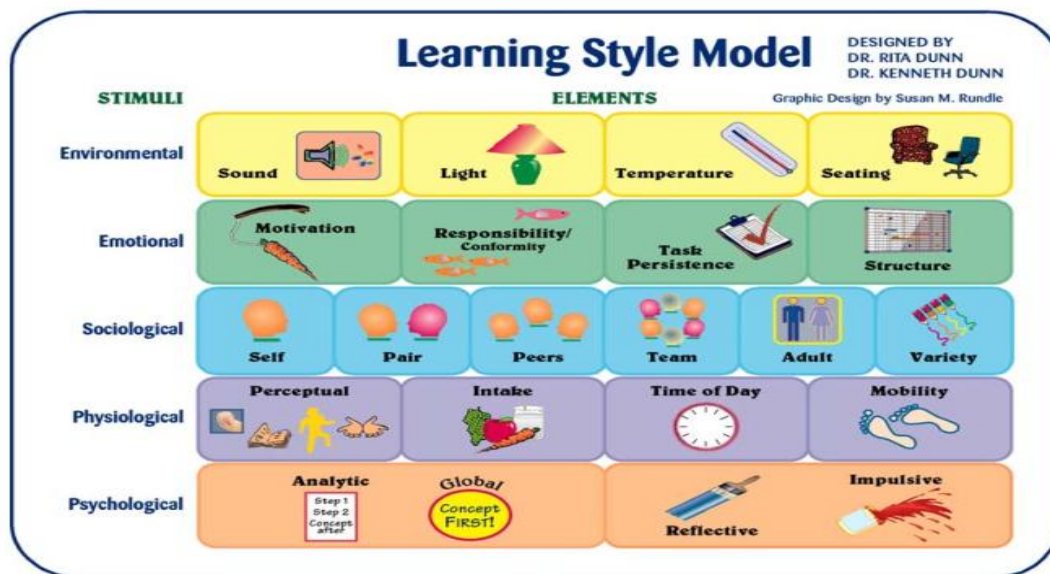 Learning Style Model
DESIGNED BY
DR. RITA DUNN
DR. KENNETH DUNN
Graphic Design by Susan M. Rundle
STIMULI
ELEMENTS
Environmental
Sound
Light
Temperature
Seating
Emotional
Motivation
Responsibility/
Conformity
Task
Persistence
Structure
Sociological
Self
Pair
Peers
Team
Adult
Variety
Physiological
Perceptual
Intake
Time of Day
Mobility
Psychological
Analytic
Step 1
Step 2
Concept
after
Global
Concept
FIRST!
Reflective
Impulsive